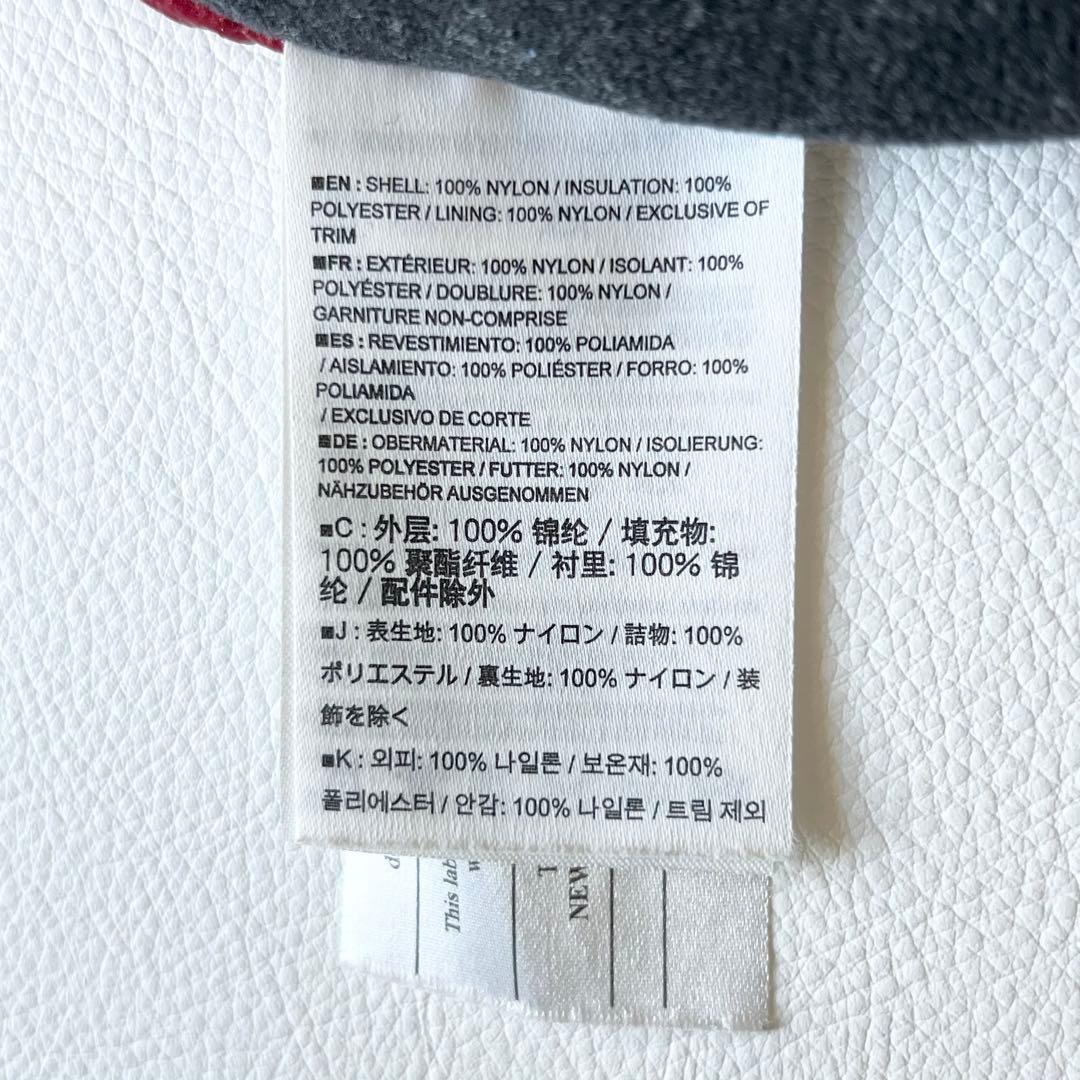 ■EN : SHELL: 100% NYLON / INSULATION: 100%
POLYESTER / LINING: 100% NYLON / EXCLUSIVE OF
TRIM
■FR : EXTÉRIEUR: 100% NYLON / ISOLANT: 100%
POLYÉSTER / DOUBLURE: 100% NYLON /
GARNITURE NON-COMPRISE
■ES : REVESTIMIENTO: 100% POLIAMIDA
/ AISLAMIENTO: 100% POLIÉSTER / FORRO: 100%
POLIAMIDA
/ EXCLUSIVO DE CORTE
■DE : OBERMATERIAL: 100% NYLON / ISOLIERUNG:
100% POLYESTER / FUTTER: 100% NYLON /
NÄHZUBEHÖR AUSGENOMMEN
■C : 外层: 100% 锦纶 / 填充物:
100% 聚酯纤维 / 衬里: 100% 锦
纶 / 配件除外
■J : 表生地: 100% ナイロン / 詰物: 100%
ポリエステル / 裏生地: 100% ナイロン / 装
飾を除く
■K : 외피: 100% 나일론 / 보온재: 100%
폴리에스터 / 안감: 100% 나일론 / 트림 제외
This lab
NEW